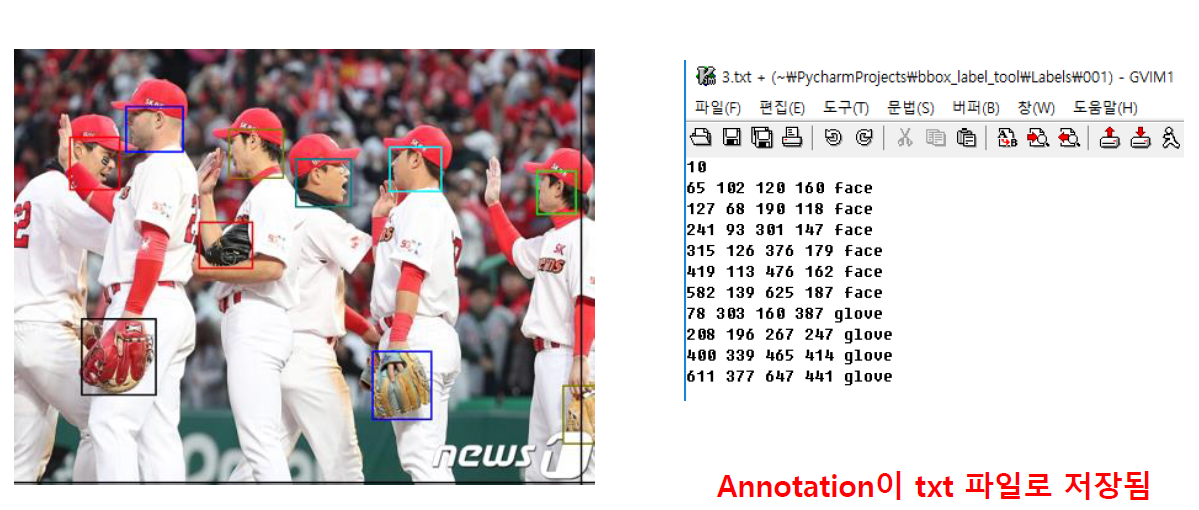 SK
news1
3.txt + (~₩PycharmProjects₩bbox_label_tool₩Labels₩001) - GVIM1
파일(F) 편집(E) 도구(T) 문법(S) 버퍼(B) 창(W) 도움말(H)
10
65 102 120 160 face
127 68 190 118 face
241 93 301 147 face
315 126 376 179 face
419 113 476 162 face
582 139 625 187 face
78 303 160 387 glove
208 196 267 247 glove
400 339 465 414 glove
611 377 647 441 glove
Annotation이 txt 파일로 저장됨